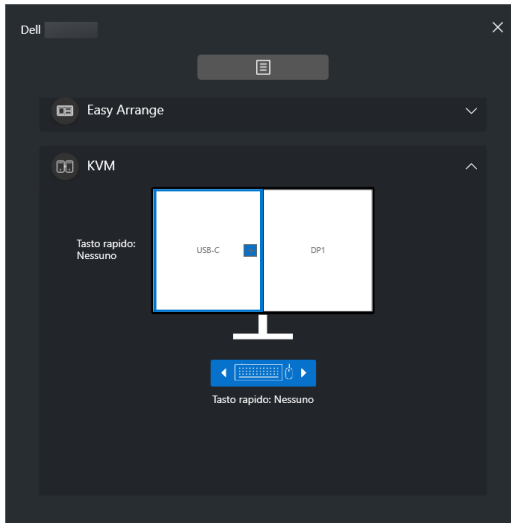 Dell
Easy Arrange
KVM
Tasto rapido:
Nessuno
USB-C
DP1
Tasto rapido: Nessuno